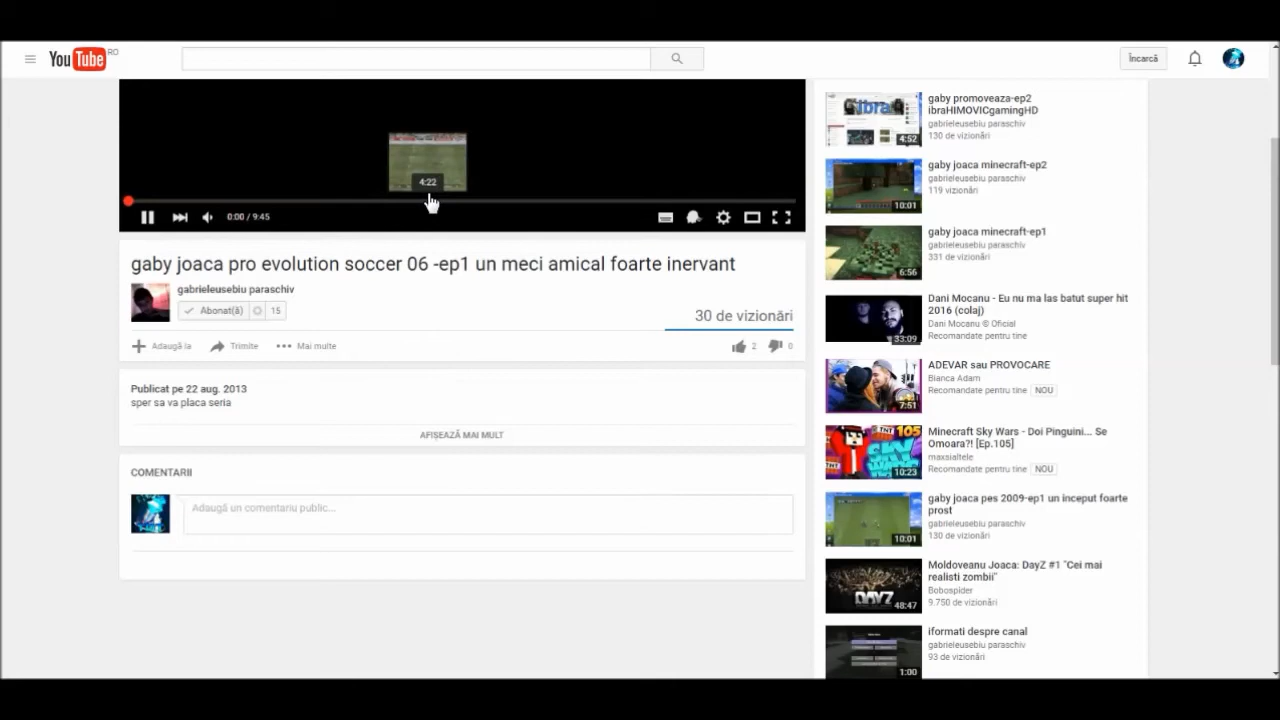 YouTube RO
Încarcă
4:22
0:00 / 9:45
gaby joaca pro evolution soccer 06 -ep1 un meci amical foarte inervant
gabrieleusebiu paraschiv
Abonat(ă) 15
30 de vizionări
Adaugă la Trimite Mai multe
2 0
Publicat pe 22 aug. 2013
sper sa va placa seria
AFIȘEAZĂ MAI MULT
COMENTARII
Adaugă un comentariu public...
ibra
4:52
gaby promoveaza-ep2
ibraHIMOVICgamingHD
gabrieleusebiu paraschiv
130 de vizionări
10:01
gaby joaca minecraft-ep2
gabrieleusebiu paraschiv
119 vizionări
6:56
gaby joaca minecraft-ep1
gabrieleusebiu paraschiv
331 de vizionări
33:09
Dani Mocanu - Eu nu ma las batut super hit
2016 (colaj)
Dani Mocanu © Oficial
Recomandate pentru tine
7:51
ADEVAR sau PROVOCARE
Bianca Adam
Recomandate pentru tine NOU
TNT
105
SKY
WARS
10:23
Minecraft Sky Wars - Doi Pinguini... Se
Omoara?! [Ep.105]
maxsialtele
Recomandate pentru tine NOU
10:01
gaby joaca pes 2009-ep1 un inceput foarte
prost
gabrieleusebiu paraschiv
130 de vizionări
DAYZ
48:47
Moldoveanu Joaca: DayZ #1 "Cei mai
realisti zombii"
Bobospider
9.750 de vizionări
1:00
iformati despre canal
gabrieleusebiu paraschiv
93 de vizionări